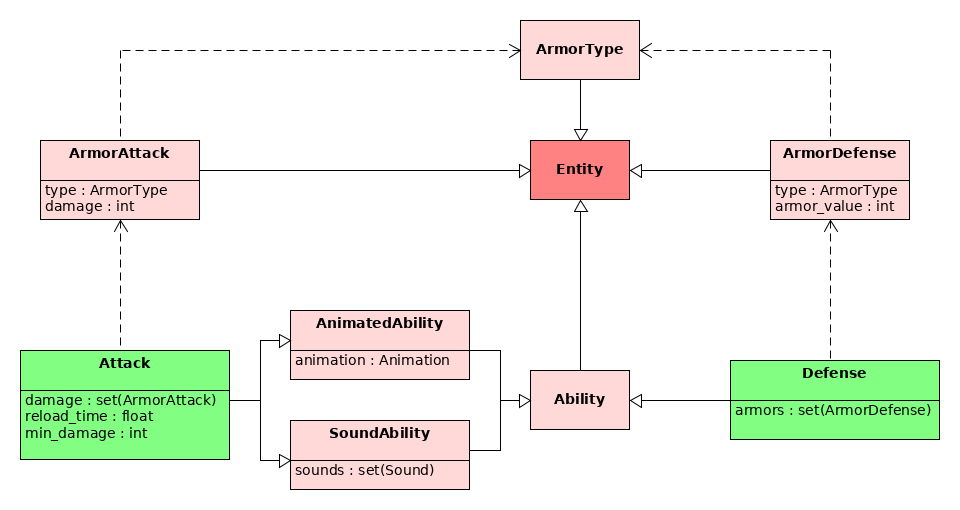 ArmorType
ArmorAttack
type : ArmorType
damage : int
Entity
ArmorDefense
type : ArmorType
armor_value : int
AnimatedAbility
animation : Animation
Attack
damage : set(ArmorAttack)
reload_time : float
min_damage : int
SoundAbility
sounds : set(Sound)
Ability
Defense
armors : set(ArmorDefense)